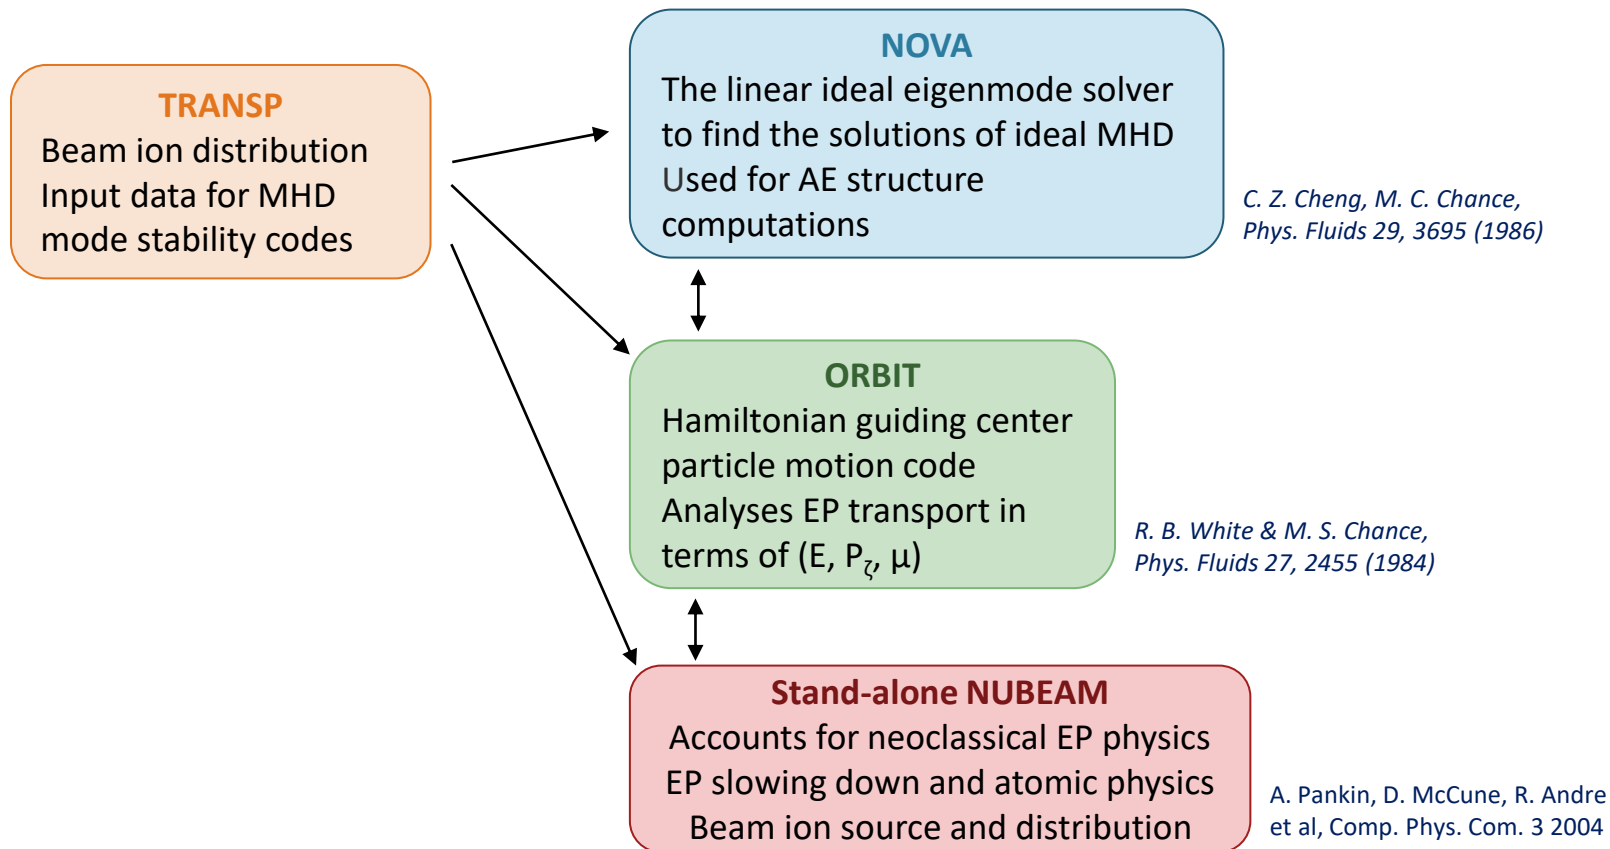 TRANSP
Beam ion distribution
Input data for MHD
mode stability codes
NOVA
The linear ideal eigenmode solver
to find the solutions of ideal MHD
Used for AE structure
computations
C. Z. Cheng, M. C. Chance,
Phys. Fluids 29, 3695 (1986)
ORBIT
Hamiltonian guiding center
particle motion code
Analyses EP transport in
terms of (E, Pζ, μ)
R. B. White & M. S. Chance,
Phys. Fluids 27, 2455 (1984)
Stand-alone NUBEAM
Accounts for neoclassical EP physics
EP slowing down and atomic physics
Beam ion source and distribution
A. Pankin, D. McCune, R. Andre
et al, Comp. Phys. Com. 3 2004